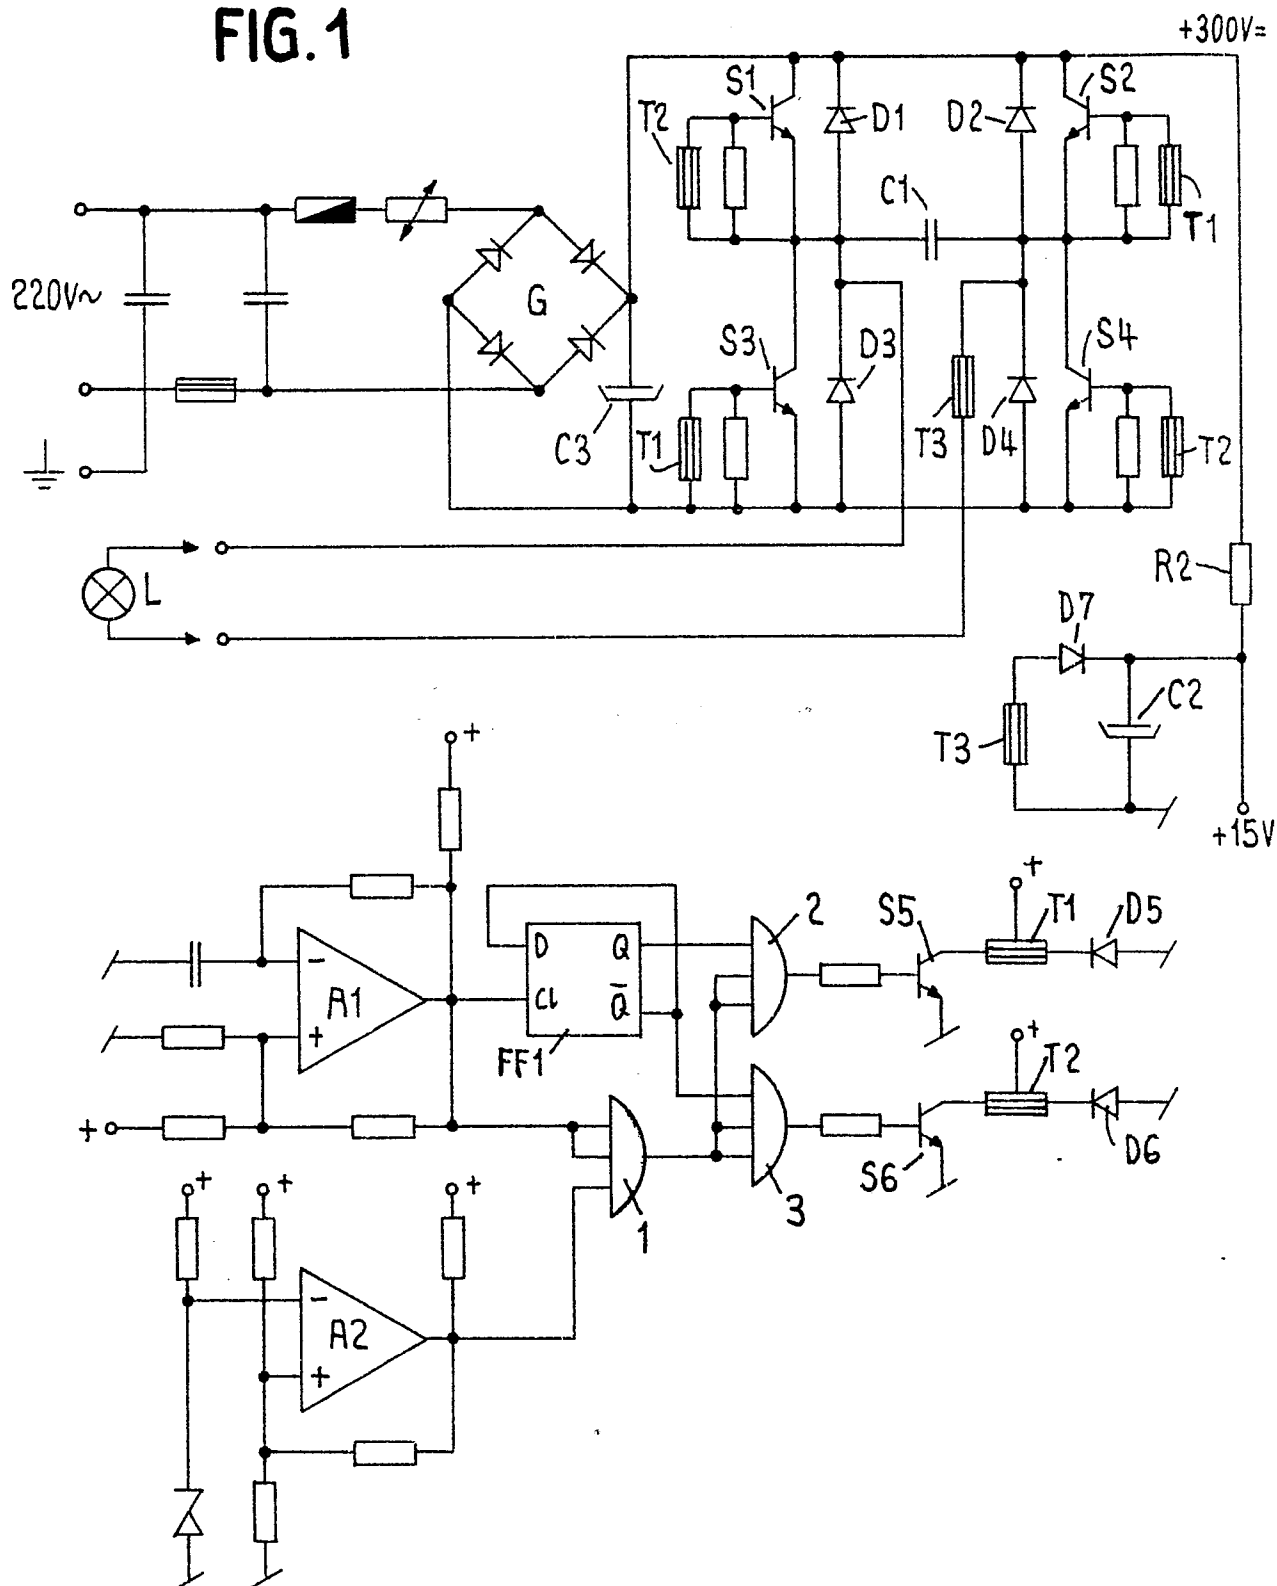 FIG.1
+300V=
S1 S2
T2 D1 D2
C1
T1
220V~
G
S3 D3 S4
C3 T1 T3 D4 T2
L
R2
D7
C2
T3
+15V
+
+
2 S5 T1 D5
D Q
- A1 Cl Q̅
+
FF1
+
T2
+
S6 D6
1 3
+ + +
-
A2
+